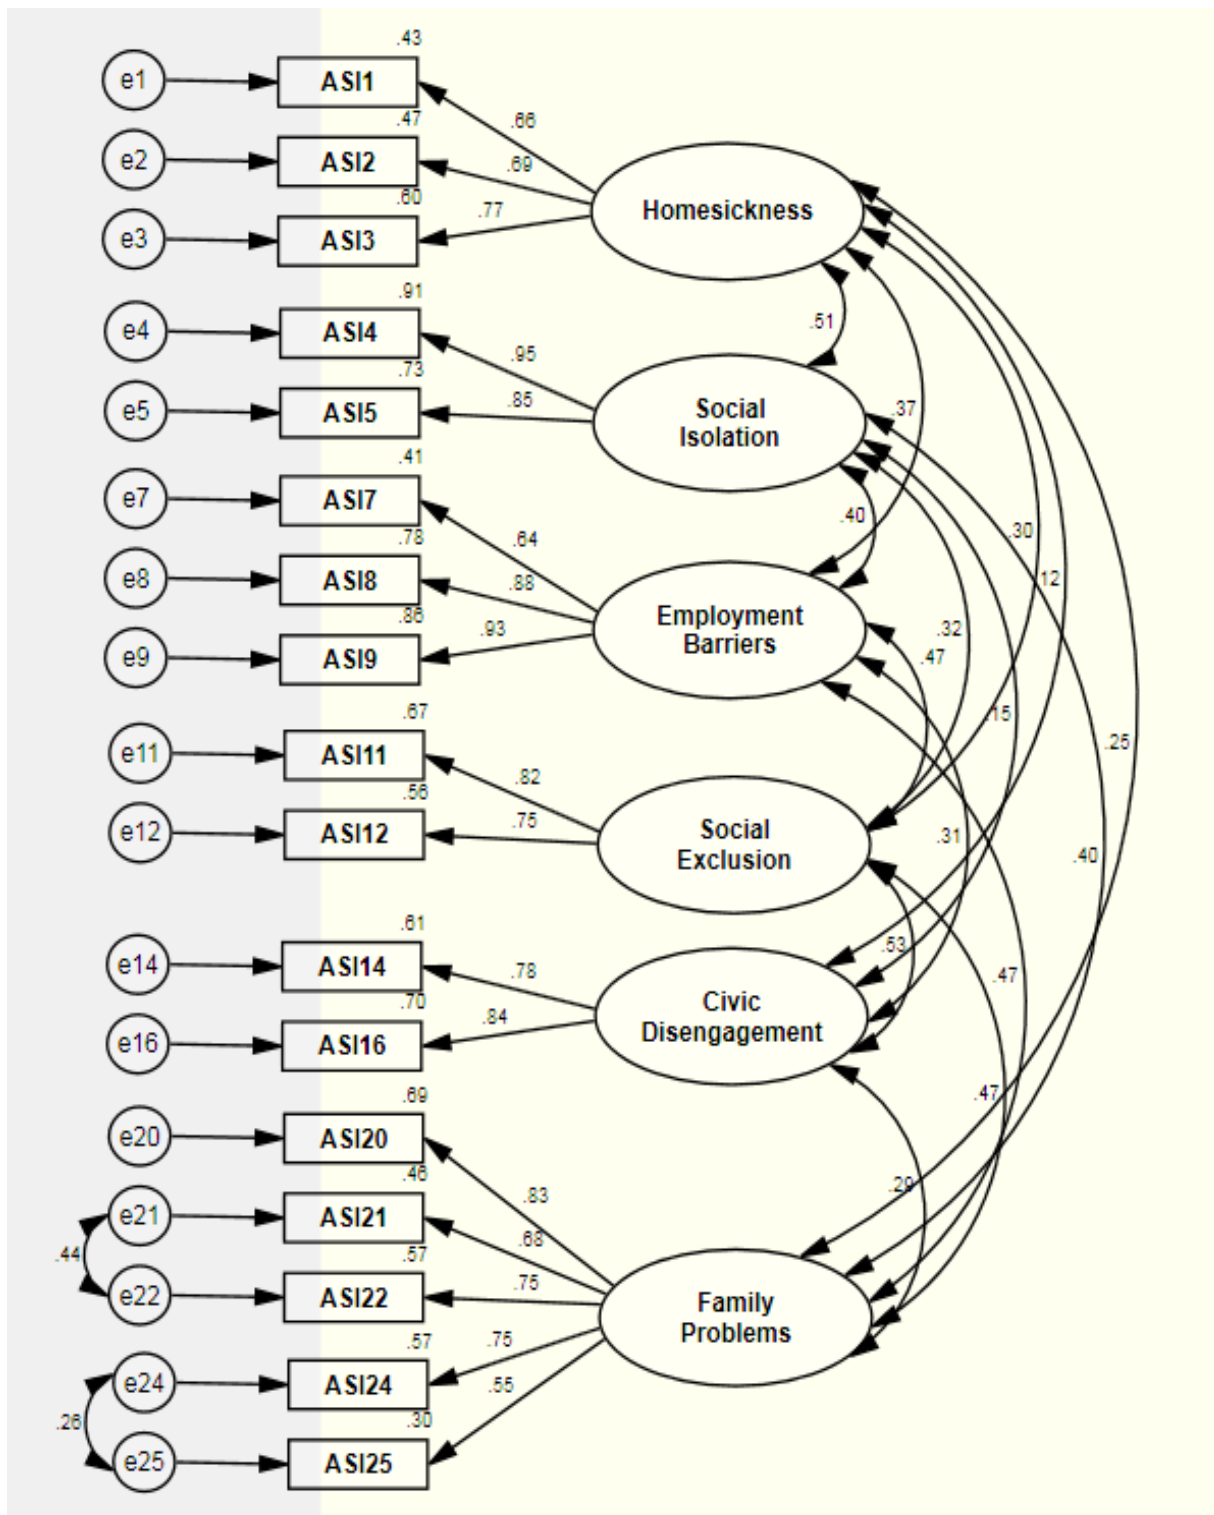 .43
e1
ASI1
.66
.47
e2
ASI2
.69
.60
e3
ASI3
.77
Homesickness
.91
e4
ASI4
.95
.51
.73
e5
ASI5
.85
Social
Isolation
.37
.41
e7
ASI7
.64
.40
.30
.78
e8
ASI8
.88
.12
.86
e9
ASI9
.93
Employment
Barriers
.32
.47
.67
e11
ASI11
.82
.15
.25
.56
e12
ASI12
.75
Social
Exclusion
.31
.40
.61
e14
ASI14
.78
.53
.47
.70
e16
ASI16
.84
Civic
Disengagement
.69
e20
ASI20
.83
.47
.46
e21
ASI21
.68
.29
.44
.57
e22
ASI22
.75
Family
Problems
.57
e24
ASI24
.75
.26
.30
e25
ASI25
.55